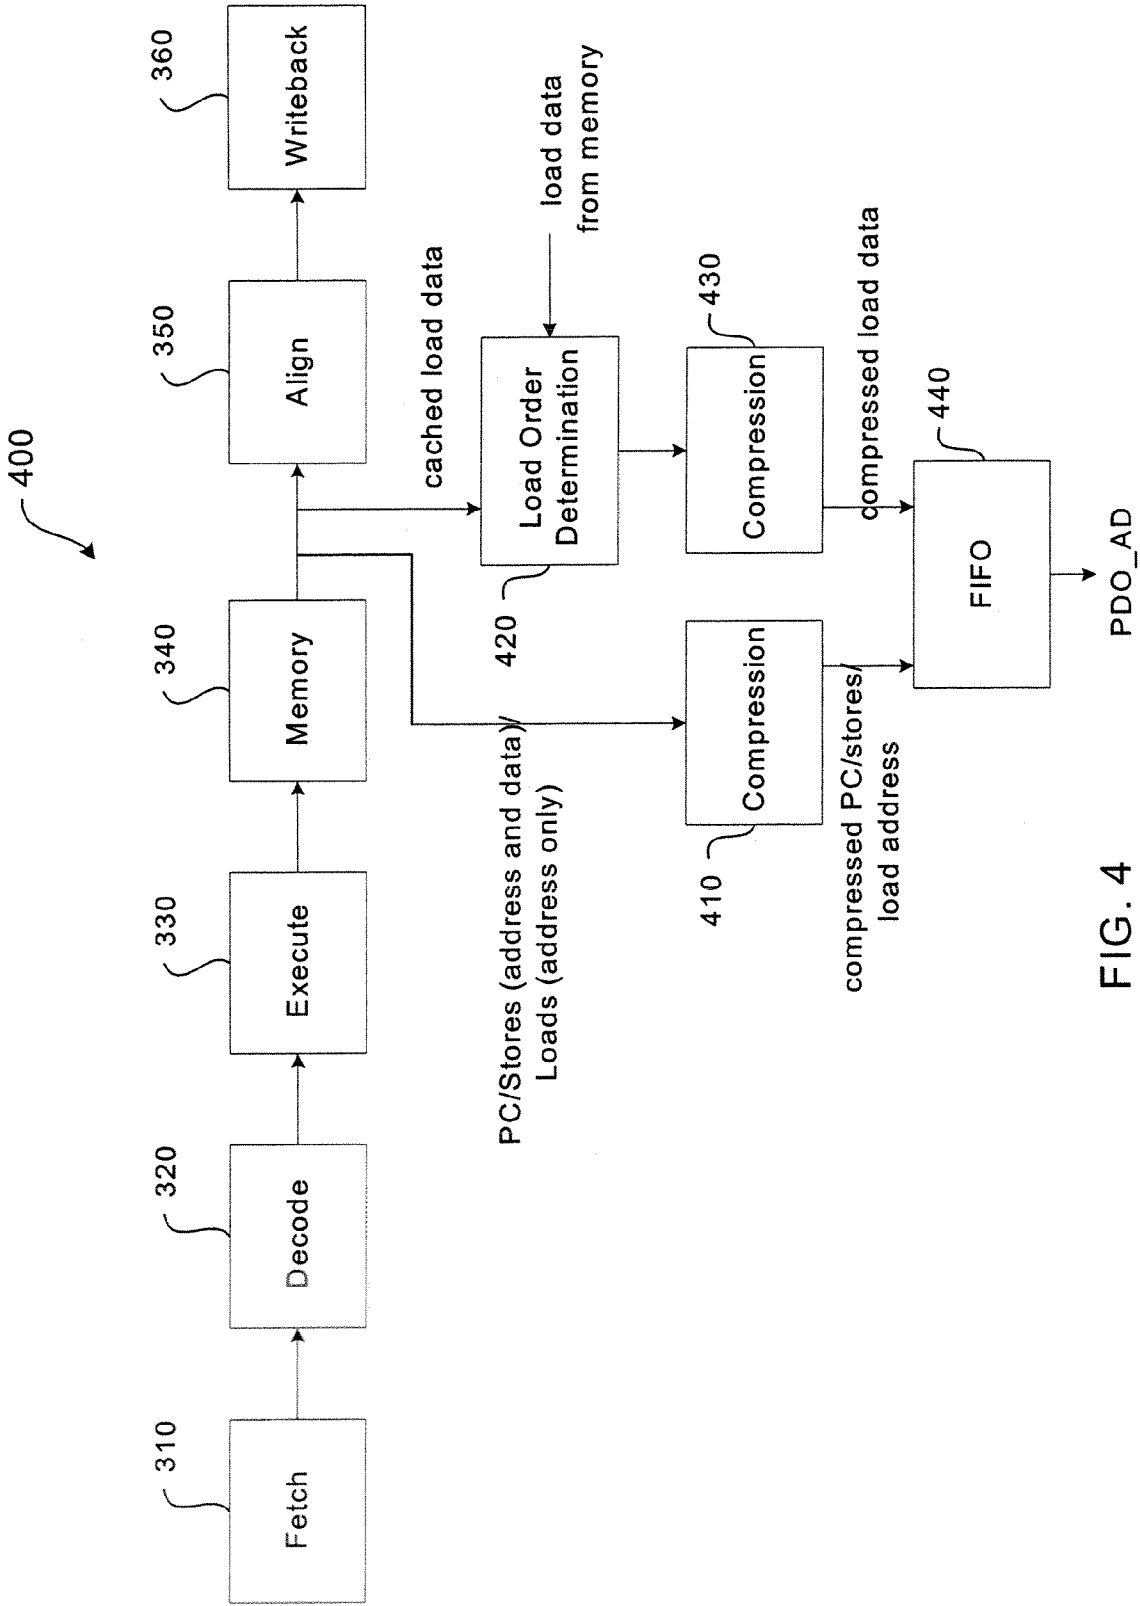 400
310
320
330
340
350
360
Fetch
Decode
Execute
Memory
Align
Writeback
PC/Stores (address and data)/
Loads (address only)
cached load data
420
Load Order
Determination
load data
from memory
410
Compression
430
Compression
compressed PC/stores/
load address
compressed load data
440
FIFO
PDO_AD
FIG. 4